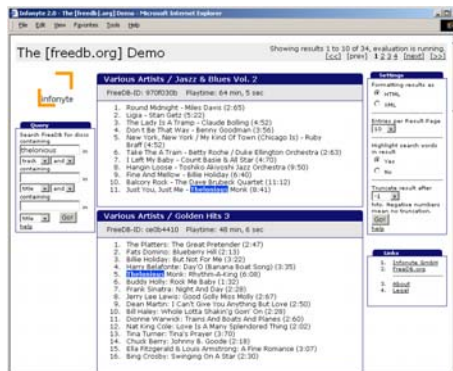 Infonyte 2.0 - The [freedb.org] Demo - Microsoft Internet Explorer
File Edit View Favorites Tools Help
The [freedb.org] Demo
Showing results 1 to 10 of 34, evaluation is running.
[<<] [prev] 1 2 3 4 [next] [>>]
infonyte
Query
Search FreeDB for discs
containing
thelonious in
track and
containing
in
title and
containing
in
title Go!
help
Various Artists / Jaszz & Blues Vol. 2
FreeDB-ID: 970f030b Playtime: 64 min, 5 sec
1. Round Midnight - Miles Davis (2:65)
2. Ligia - Stan Getz (5:22)
3. The Lady Is A Tramp - Claude Bolling (4:52)
4. Don't Be That Way - Benny Goodman (3:56)
5. New York, New York / My Kind Of Town (Chicago Is) - Ruby
Braff (4:52)
6. Take The A Train - Betty Roche / Duke Ellington Orchestra (2:63)
7. I Left My Baby - Count Basie & All Star (4:70)
8. Hangin Loose - Toshiko Akiyoshi Jazz Orchestra (9:50)
9. Fine And Mellow - Billie Holiday (6:40)
10. Balcony Rock - The Dave Brubeck Quartet (11:12)
11. Just You, Just Me - Thelonious Monk (8:41)
Various Artists / Golden Hits 3
FreeDB-ID: ce0b4410 Playtime: 48 min, 6 sec
1. The Platters: The Great Pretender (2:47)
2. Fats Domino: Blueberry Hill (2:13)
3. Billie Holiday: But Not For Me (3:22)
4. Harry Belafonte: Day'O (Banana Boat Song) (3:35)
5. Thelonious Monk: Rhythm-A-King (6:08)
6. Buddy Holly: Rock Me Baby (1:32)
7. Frank Sinatra: Night And Day (2:28)
8. Jerry Lee Lewis: Good Golly Miss Molly (2:67)
9. Dean Martin: I Can't Give You Anything But Love (2:50)
10. Bill Haley: Whole Lotta Shakin'g Gon' On (2:28)
11. Dionne Warwick: Trains And Boats And Planes (2:60)
12. Nat King Cole: Love Is A Many Splendored Thing (2:02)
13. Tina Turner: Tina's Prayer (3:70)
14. Chuck Berry: Johnny B. Goode (2:18)
15. Ella Fitzgerald & Louis Armstrong: A Fine Romance (3:07)
16. Bing Crosby: Swinging On A Star (2:30)
Settings
Formatting results as
HTML
XML
Entries per Result Page
10
Highlight search words
in result
Yes
No
Truncate result after
-1
Info: Negative numbers
mean no truncation.
help Go!
Links
1. Infonyte GmbH
2. FreeDB.org
3. About
4. Legal